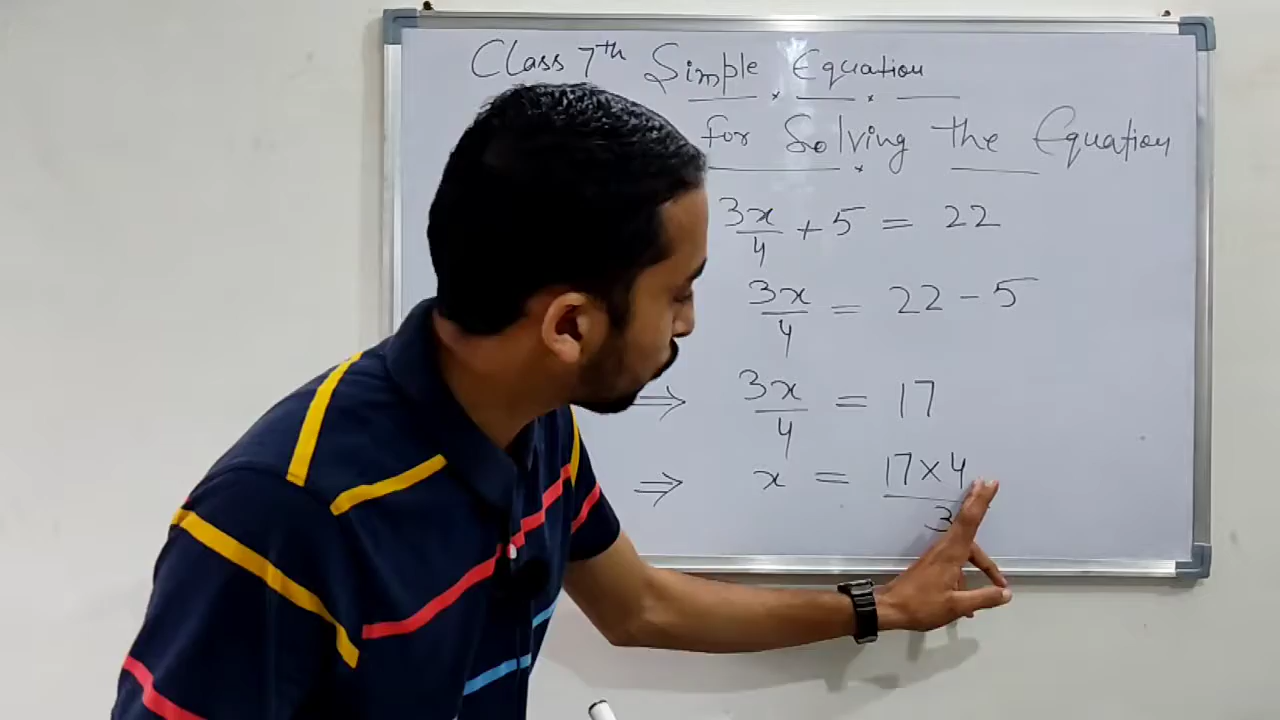 Class 7th Simple Equation
for Solving the Equation
3x/4 + 5 = 22
3x/4 = 22 - 5
⇒ 3x/4 = 17
⇒ x = 17×4/3